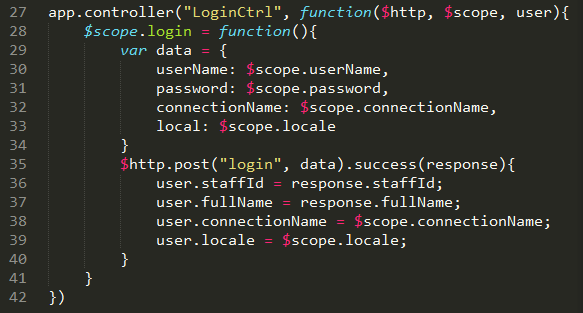 27 app.controller("LoginCtrl", function($http, $scope, user){
28     $scope.login = function(){
29         var data = {
30             userName: $scope.userName,
31             password: $scope.password,
32             connectionName: $scope.connectionName,
33             local: $scope.locale
34         }
35         $http.post("login", data).success(response){
36             user.staffId = response.staffId;
37             user.fullName = response.fullName;
38             user.connectionName = $scope.connectionName;
39             user.locale = $scope.locale;
40         }
41     }
42 })